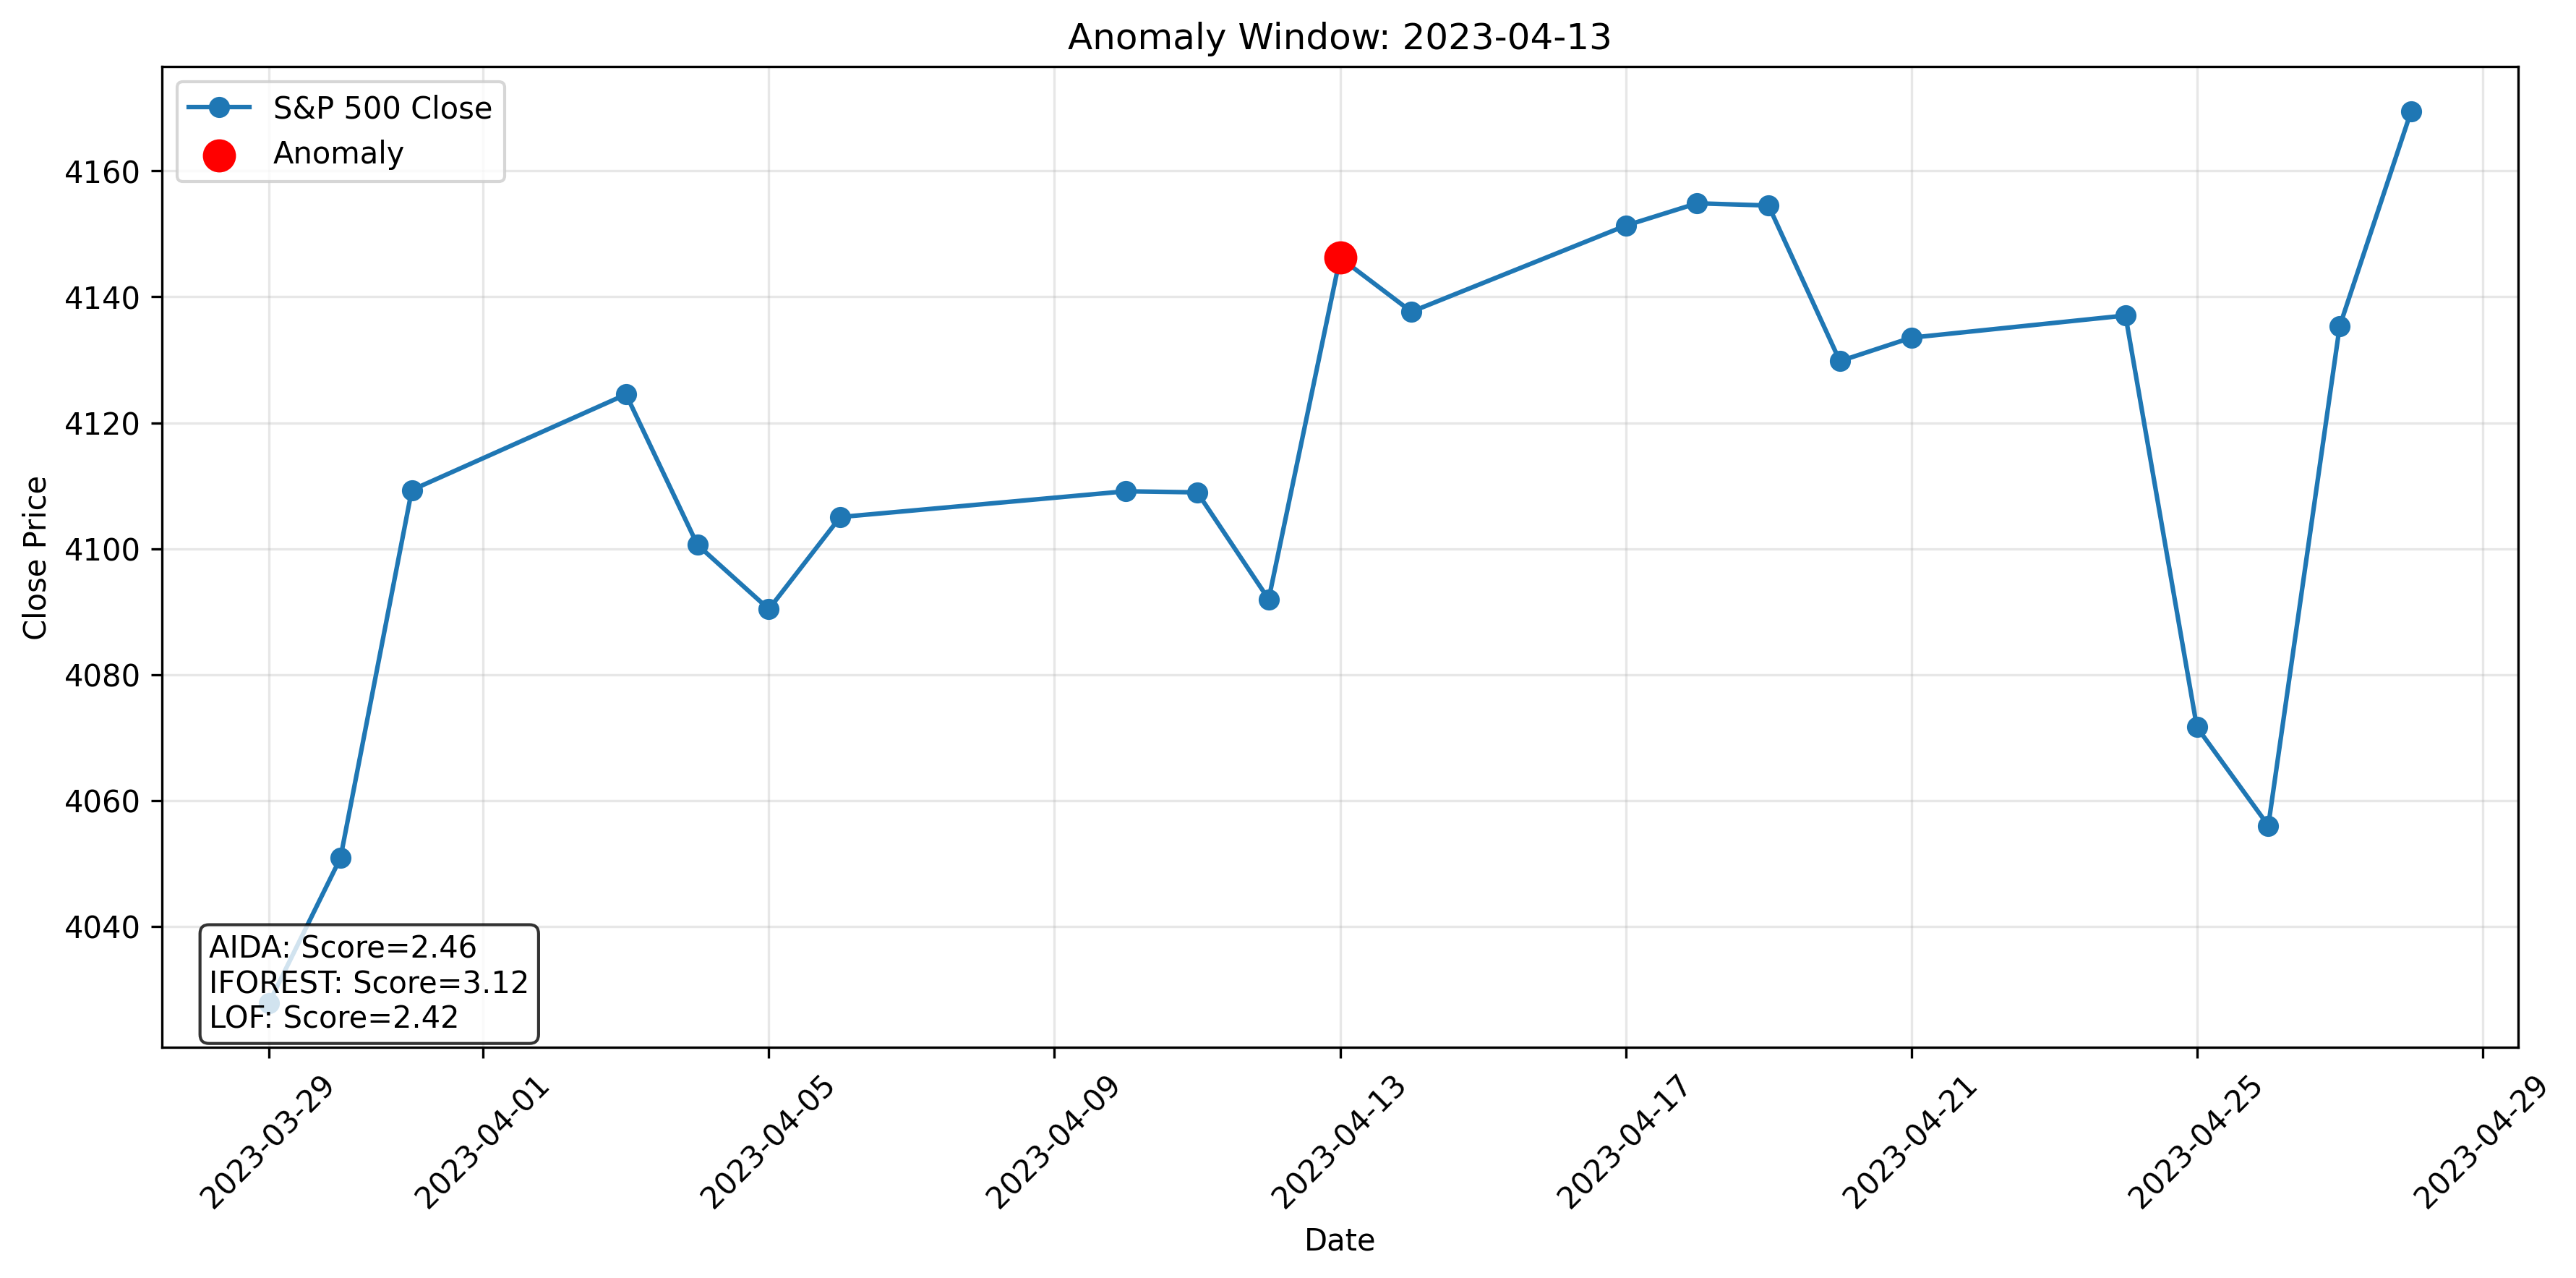 Anomaly Window: 2023-04-13
S&P 500 Close
Anomaly
4160
4140
4120
4100
4080
4060
4040
Close Price
AIDA: Score=2.46
IFOREST: Score=3.12
LOF: Score=2.42
2023-03-29
2023-04-01
2023-04-05
2023-04-09
2023-04-13
2023-04-17
2023-04-21
2023-04-25
2023-04-29
Date